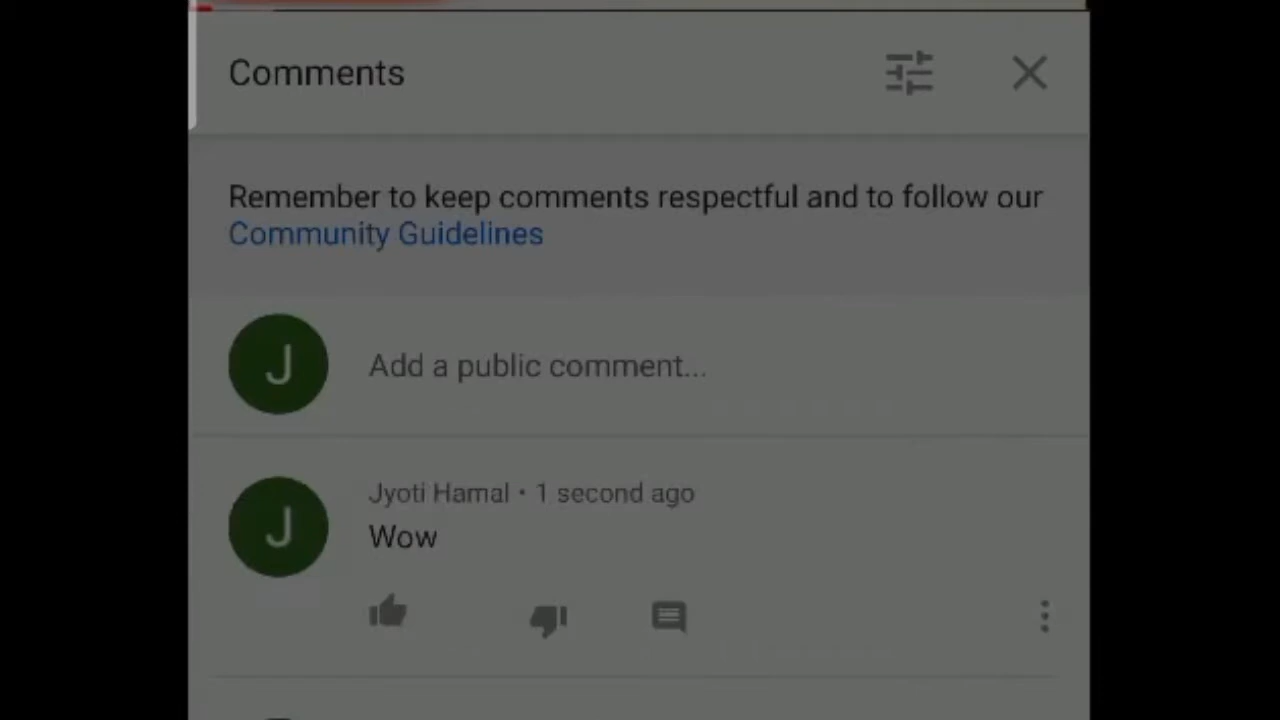 Comments
Remember to keep comments respectful and to follow our
Community Guidelines
J
Add a public comment...
J
Jyoti Hamal • 1 second ago
Wow